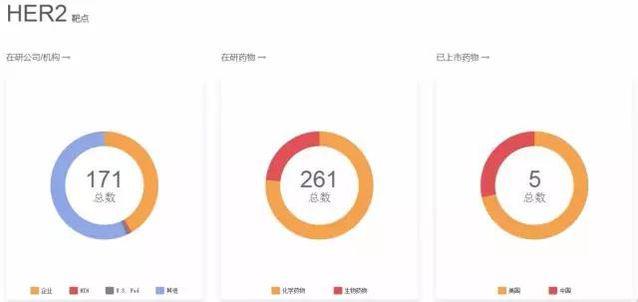 HER2 靶点
在研公司/机构 →
在研药物 →
已上市药物 →
171
总数
261
总数
5
总数
企业
NIH
U.S. Fed
其他
化学药物
生物药物
美国
中国